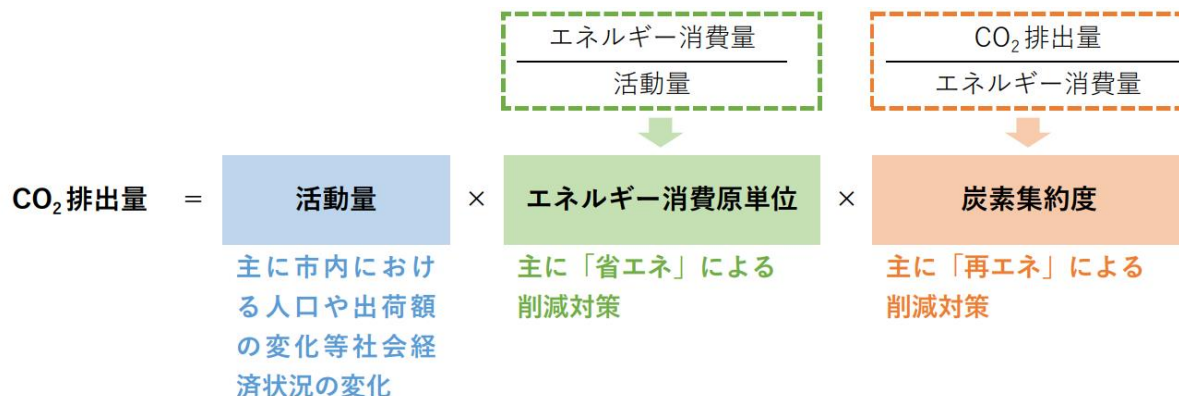 エネルギー消費量
活動量
CO₂排出量
エネルギー消費量
CO₂排出量 = 活動量 × エネルギー消費原単位 × 炭素集約度
主に市内におけ
る人口や出荷額
の変化等社会経
済状況の変化
主に「省エネ」による
削減対策
主に「再エネ」による
削減対策